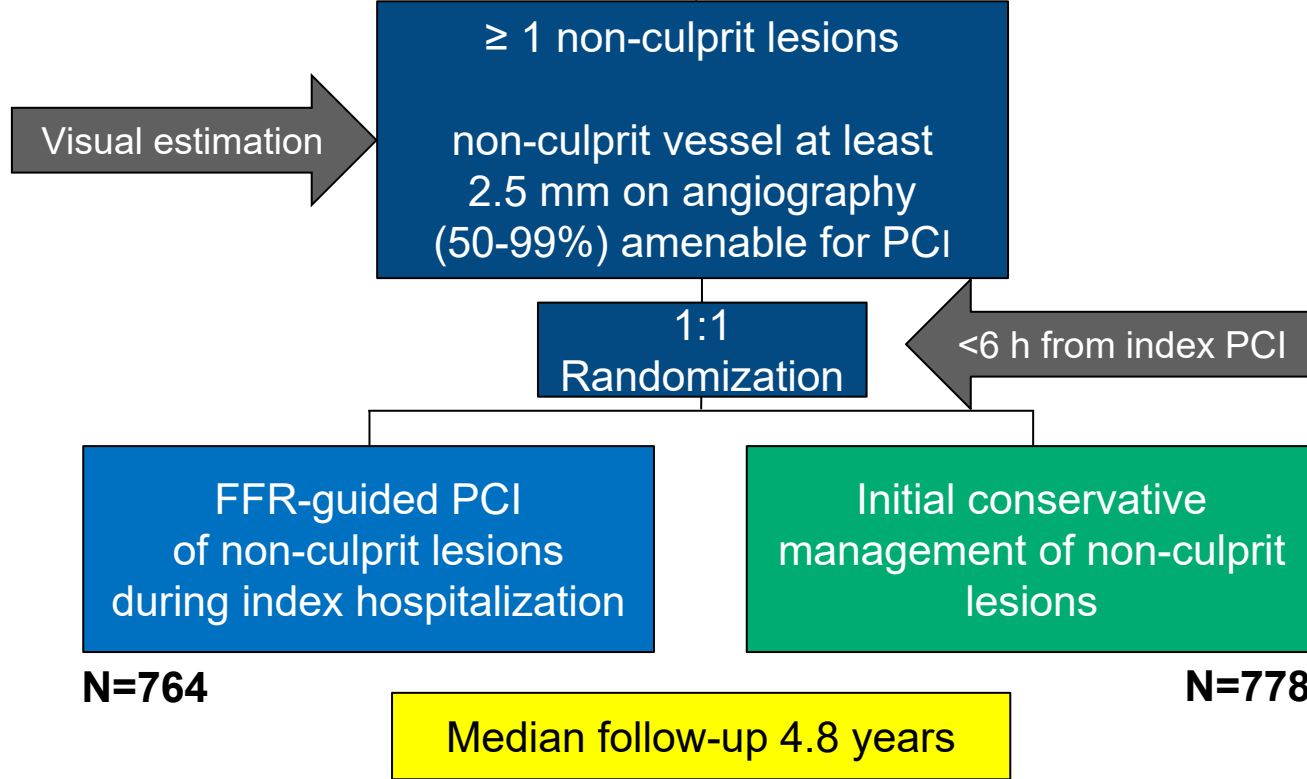 ≥ 1 non-culprit lesions
Visual estimation
non-culprit vessel at least
2.5 mm on angiography
(50-99%) amenable for PCI
1:1
Randomization
<6 h from index PCI
FFR-guided PCI
of non-culprit lesions
during index hospitalization
Initial conservative
management of non-culprit
lesions
N=764
N=778
Median follow-up 4.8 years